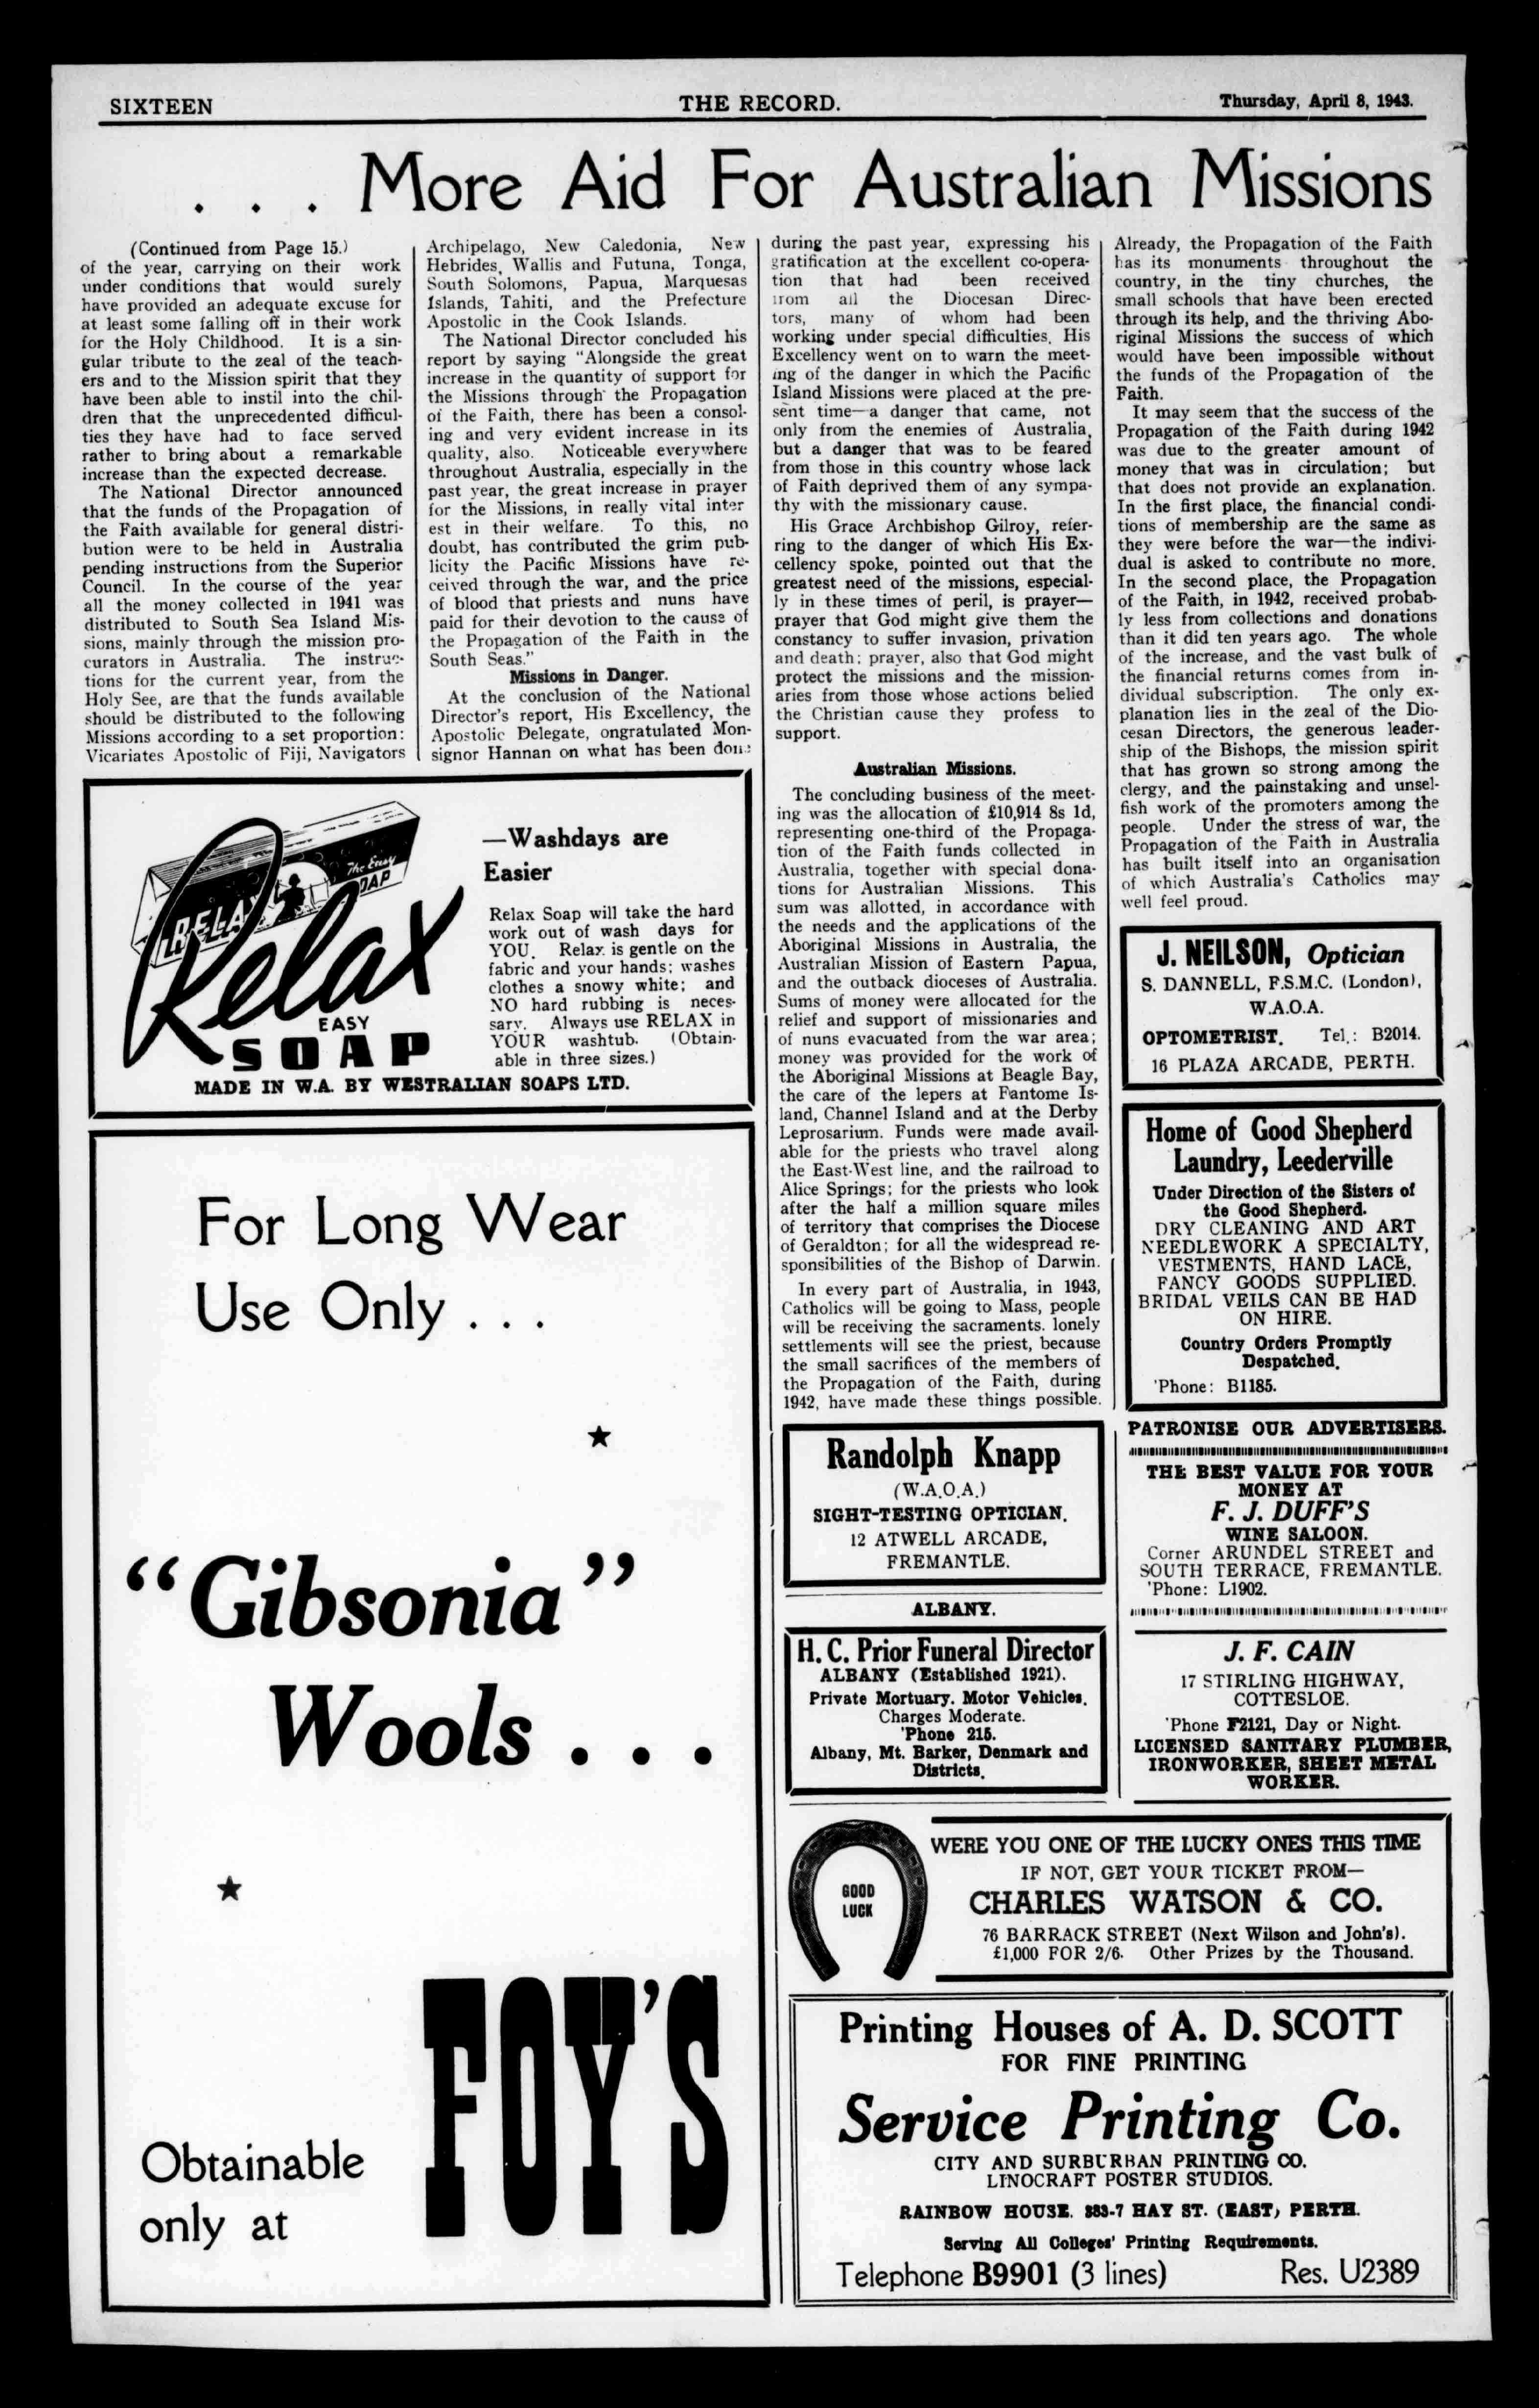 SIXTEEN
THE RECORD.
Thursday, April 8, 1943.
. . . More Aid For Australian Missions
(Continued from Page 15.)
of the year, carrying on their work
under conditions that would surely
have provided an adequate excuse for
at least some falling off in their work
for the Holy Childhood. It is a sin-
gular tribute to the zeal of the teach-
ers and to the Mission spirit that they
have been able to instil into the chil-
dren that the unprecedented difficul-
ties they have had to face served
rather to bring about a remarkable
increase than the expected decrease.
The National Director announced
that the funds of the Propagation of
the Faith available for general distri-
bution were to be held in Australia
pending instructions from the Superior
Council. In the course of the year
all the money collected in 1941 was
distributed to South Sea Island Mis-
sions, mainly through the mission pro-
curators in Australia. The instruc-
tions for the current year, from the
Holy See, are that the funds available
should be distributed to the following
Missions according to a set proportion:
Vicariates Apostolic of Fiji, Navigators
Archipelago, New Caledonia, New
Hebrides, Wallis and Futuna, Tonga,
South Solomons, Papua, Marquesas
Islands, Tahiti, and the Prefecture
Apostolic in the Cook Islands.
The National Director concluded his
report by saying "Alongside the great
increase in the quantity of support for
the Missions through the Propagation
of the Faith, there has been a consol-
ing and very evident increase in its
quality, also. Noticeable everywhere
throughout Australia, especially in the
past year, the great increase in prayer
for the Missions, in really vital inter
est in their welfare. To this, no
doubt, has contributed the grim pub-
licity the Pacific Missions have re-
ceived through the war, and the price
of blood that priests and nuns have
paid for their devotion to the cause of
the Propagation of the Faith in the
South Seas."
Missions in Danger.
At the conclusion of the National
Director's report, His Excellency, the
Apostolic Delegate, ongratulated Mon-
signor Hannan on what has been done
during the past year, expressing his
gratification at the excellent co-opera-
tion that had been received
from all the Diocesan Direc-
tors, many of whom had been
working under special difficulties. His
Excellency went on to warn the meet-
ing of the danger in which the Pacific
Island Missions were placed at the pre-
sent time—a danger that came, not
only from the enemies of Australia,
but a danger that was to be feared
from those in this country whose lack
of Faith deprived them of any sympa-
thy with the missionary cause.
His Grace Archbishop Gilroy, refer-
ring to the danger of which His Ex-
cellency spoke, pointed out that the
greatest need of the missions, especial-
ly in these times of peril, is prayer—
prayer that God might give them the
constancy to suffer invasion, privation
and death; prayer, also that God might
protect the missions and the mission-
aries from those whose actions belied
the Christian cause they profess to
support.
Australian Missions.
The concluding business of the meet-
ing was the allocation of £10,914 8s 1d,
representing one-third of the Propaga-
tion of the Faith funds collected in
Australia, together with special dona-
tions for Australian Missions. This
sum was allotted, in accordance with
the needs and the applications of the
Aboriginal Missions in Australia, the
Australian Mission of Eastern Papua,
and the outback dioceses of Australia.
Sums of money were allocated for the
relief and support of missionaries and
of nuns evacuated from the war area;
money was provided for the work of
the Aboriginal Missions at Beagle Bay,
the care of the lepers at Fantome Is-
land, Channel Island and at the Derby
Leprosarium. Funds were made avail-
able for the priests who travel along
the East-West line, and the railroad to
Alice Springs; for the priests who look
after the half a million square miles
of territory that comprises the Diocese
of Geraldton; for all the widespread re-
sponsibilities of the Bishop of Darwin.
In every part of Australia, in 1943,
Catholics will be going to Mass, people
will be receiving the sacraments. lonely
settlements will see the priest, because
the small sacrifices of the members of
the Propagation of the Faith, during
1942, have made these things possible.
Already, the Propagation of the Faith
has its monuments throughout the
country, in the tiny churches, the
small schools that have been erected
through its help, and the thriving Abo-
riginal Missions the success of which
would have been impossible without
the funds of the Propagation of the
Faith.
It may seem that the success of the
Propagation of the Faith during 1942
was due to the greater amount of
money that was in circulation; but
that does not provide an explanation.
In the first place, the financial condi-
tions of membership are the same as
they were before the war—the indivi-
dual is asked to contribute no more.
In the second place, the Propagation
of the Faith, in 1942, received probab-
ly less from collections and donations
than it did ten years ago. The whole
of the increase, and the vast bulk of
the financial returns comes from in-
dividual subscription. The only ex-
planation lies in the zeal of the Dio-
cesan Directors, the generous leader-
ship of the Bishops, the mission spirit
that has grown so strong among the
clergy, and the painstaking and unsel-
fish work of the promoters among the
people. Under the stress of war, the
Propagation of the Faith in Australia
has built itself into an organisation
of which Australia's Catholics may
well feel proud.
RELAX
The Easy
SOAP
Relax
EASY
SOAP
—Washdays are
Easier
Relax Soap will take the hard
work out of wash days for
YOU. Relax is gentle on the
fabric and your hands; washes
clothes a snowy white; and
NO hard rubbing is neces-
sary. Always use RELAX in
YOUR washtub. (Obtain-
able in three sizes.)
MADE IN W.A. BY WESTRALIAN SOAPS LTD.
For Long Wear
Use Only . . .
"Gibsonia"
Wools . . .
Obtainable
only at
FOY'S
J. NEILSON, Optician
S. DANNELL, F.S.M.C. (London),
W.A.O.A.
OPTOMETRIST. Tel.: B2014.
16 PLAZA ARCADE, PERTH.
Home of Good Shepherd
Laundry, Leederville
Under Direction of the Sisters of
the Good Shepherd.
DRY CLEANING AND ART
NEEDLEWORK A SPECIALTY,
VESTMENTS, HAND LACE,
FANCY GOODS SUPPLIED.
BRIDAL VEILS CAN BE HAD
ON HIRE.
Country Orders Promptly
Despatched.
'Phone: B1185.
Randolph Knapp
(W.A.O.A.)
SIGHT-TESTING OPTICIAN.
12 ATWELL ARCADE,
FREMANTLE.
ALBANY.
H. C. Prior Funeral Director
ALBANY (Established 1921).
Private Mortuary. Motor Vehicles.
Charges Moderate.
'Phone 215.
Albany, Mt. Barker, Denmark and
Districts.
PATRONISE OUR ADVERTISERS.
THE BEST VALUE FOR YOUR
MONEY AT
F. J. DUFF'S
WINE SALOON.
Corner ARUNDEL STREET and
SOUTH TERRACE, FREMANTLE.
'Phone: L1902.
J. F. CAIN
17 STIRLING HIGHWAY,
COTTESLOE.
'Phone F2121, Day or Night.
LICENSED SANITARY PLUMBER,
IRONWORKER, SHEET METAL
WORKER.
GOOD
LUCK
WERE YOU ONE OF THE LUCKY ONES THIS TIME
IF NOT, GET YOUR TICKET FROM—
CHARLES WATSON & CO.
76 BARRACK STREET (Next Wilson and John's).
£1,000 FOR 2/6. Other Prizes by the Thousand.
Printing Houses of A. D. SCOTT
FOR FINE PRINTING
Service Printing Co.
CITY AND SURBURBAN PRINTING CO.
LINOCRAFT POSTER STUDIOS.
RAINBOW HOUSE. 883-7 HAY ST. (EAST) PERTH.
Serving All Colleges' Printing Requirements.
Telephone B9901 (3 lines) Res. U2389